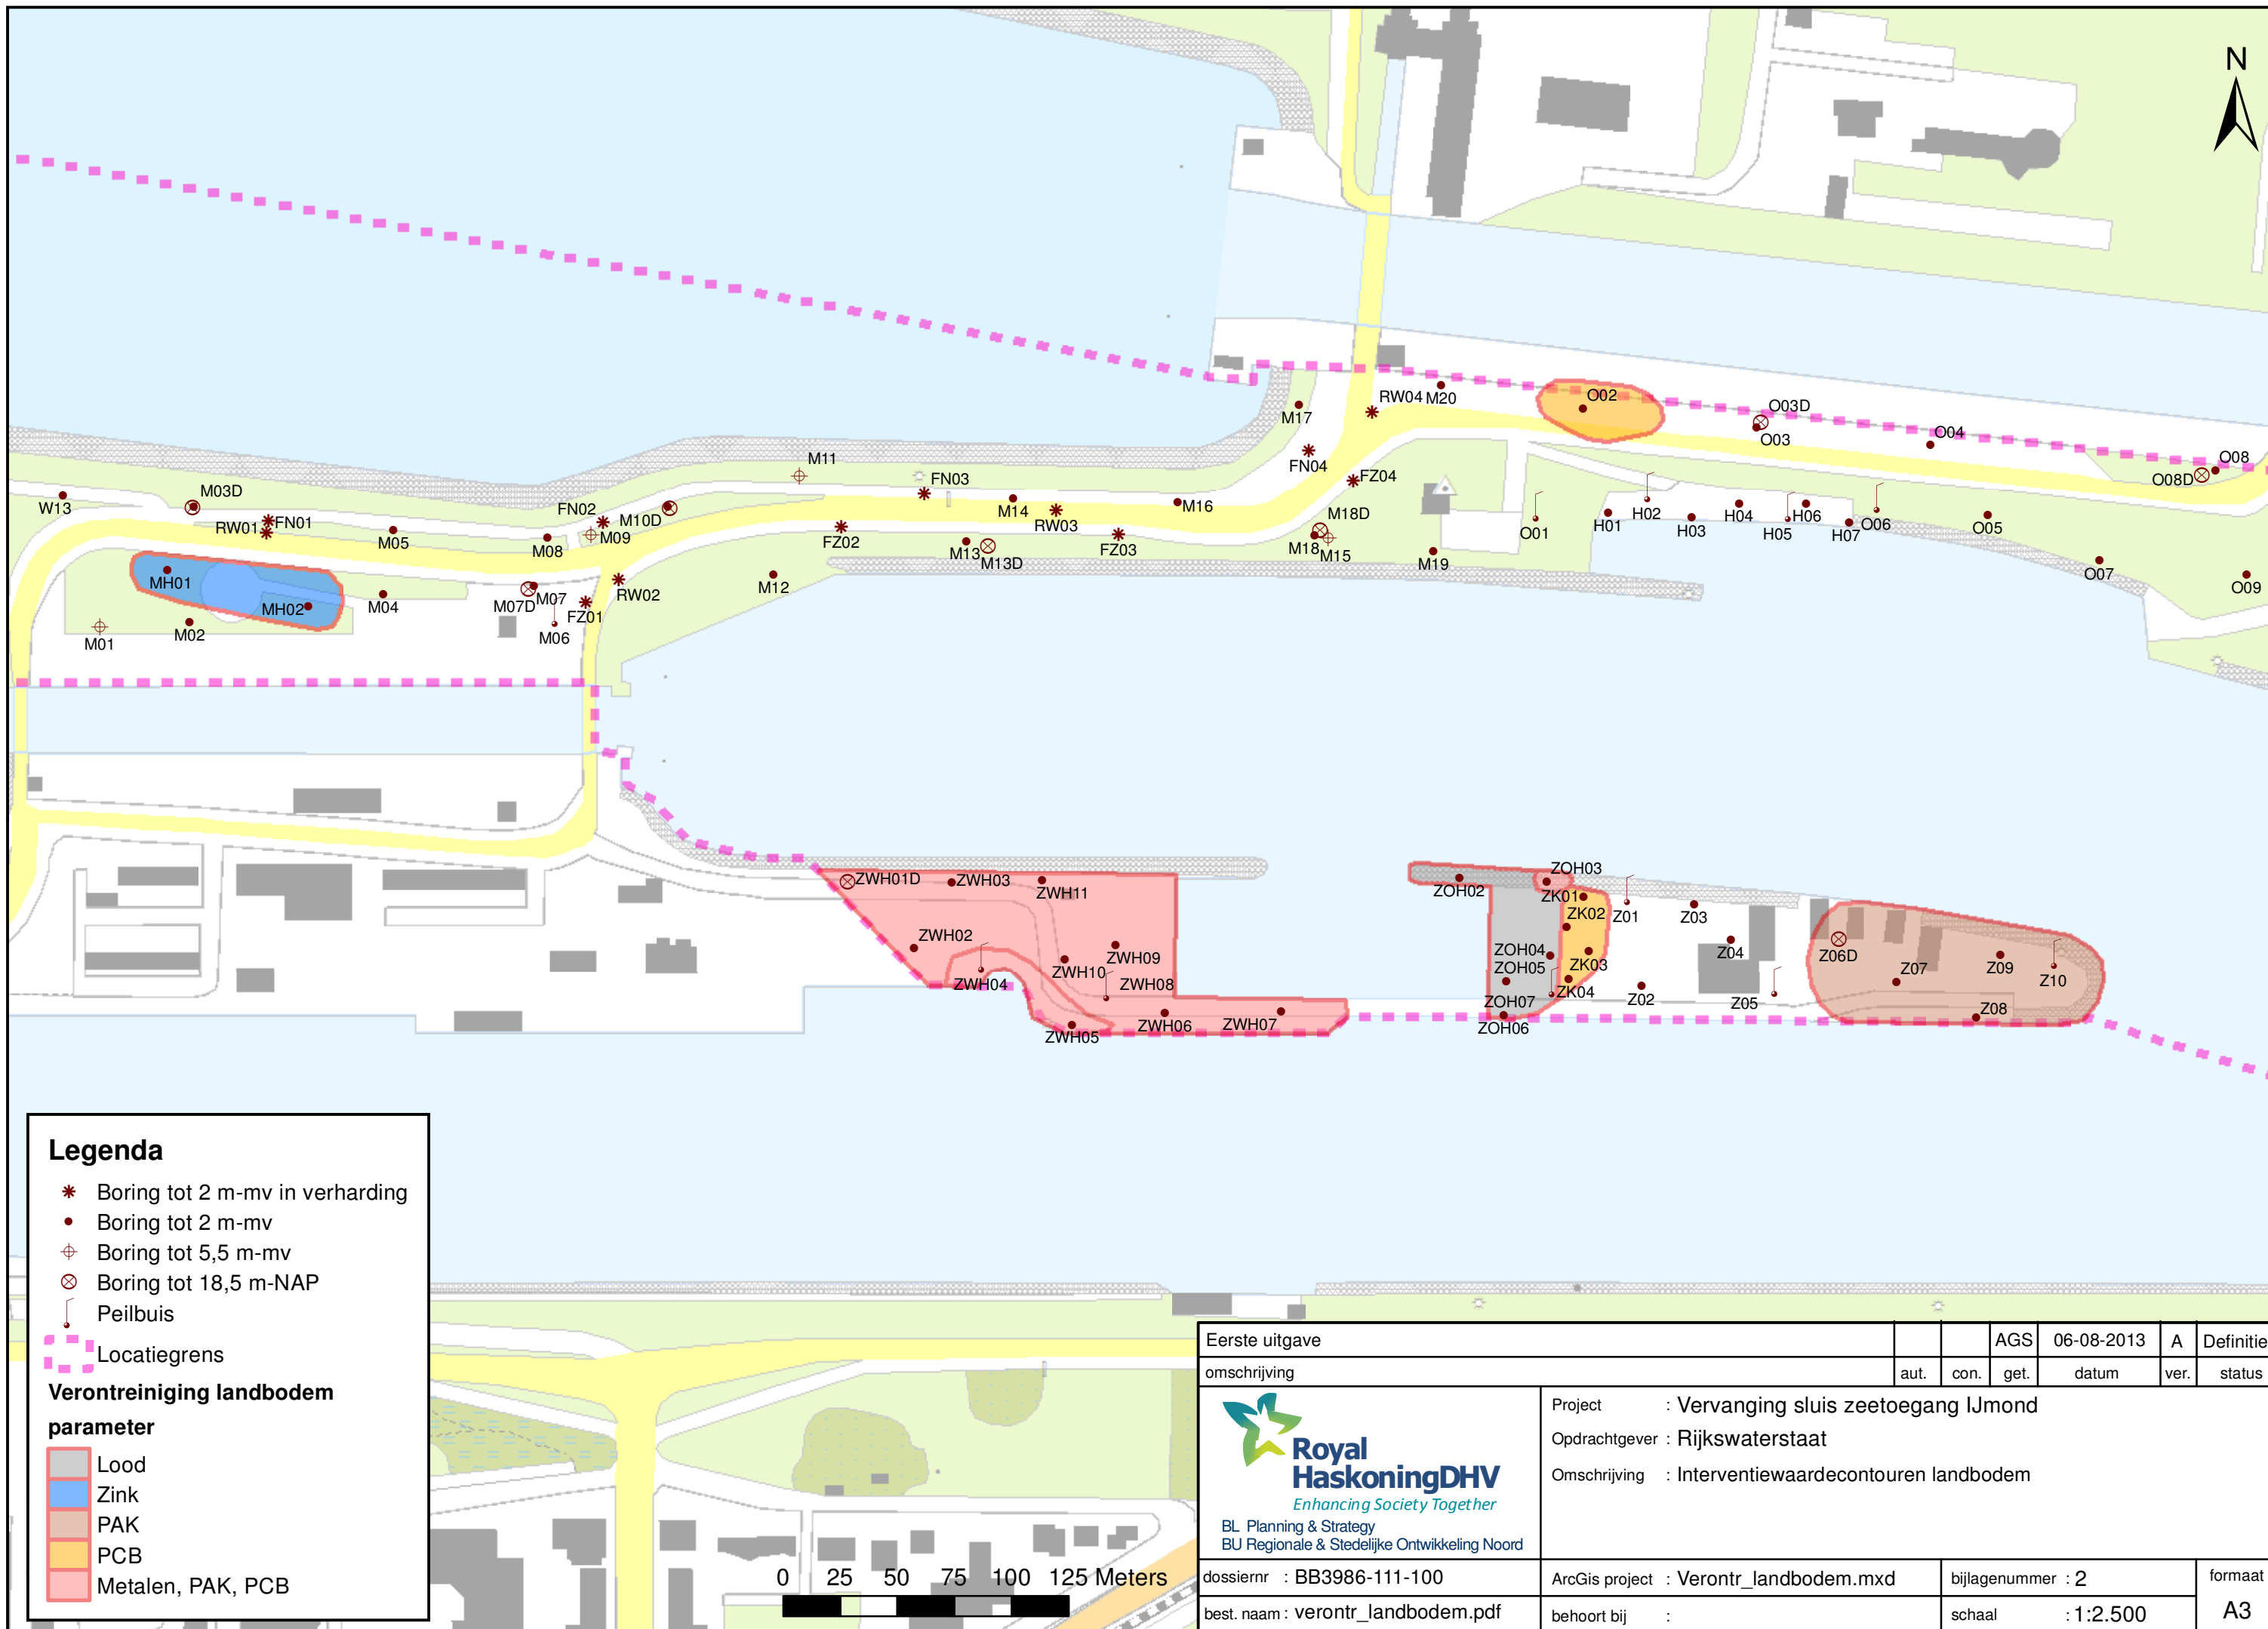 N
RW04 M20
O02
M17
O03D
O03
O04
O08
O08D
M11
FN03
FN04
FZ04
W13
M03D
FN02
M10D
M14
RW03
M16
M18D
O01
H01
H02
H03
H04
H05
H06
H07
O06
O05
RW01
FN01
M05
M08
M09
FZ02
M13
M13D
FZ03
M18
M15
M19
O07
O09
MH01
MH02
M04
M07D
M07
RW02
M12
M01
M02
M06
FZ01
ZWH01D
ZWH03
ZWH11
ZOH02
ZOH03
ZK01
ZK02
Z01
Z03
ZWH02
ZWH04
ZWH10
ZWH09
ZWH08
ZOH04
ZOH05
ZK03
Z04
Z06D
Z07
Z09
Z10
ZOH07
ZK04
Z02
Z05
Z08
ZWH05
ZWH06
ZWH07
ZOH06
Legenda
Boring tot 2 m-mv in verharding
Boring tot 2 m-mv
Boring tot 5,5 m-mv
Boring tot 18,5 m-NAP
Peilbuis
Locatiegrens
Verontreiniging landbodem
parameter
Lood
Zink
PAK
PCB
Metalen, PAK, PCB
0 25 50 75 100 125 Meters
Eerste uitgave AGS 06-08-2013 A Definitie
omschrijving aut. con. get. datum ver. status
Royal
HaskoningDHV
Enhancing Society Together
BL Planning & Strategy
BU Regionale & Stedelijke Ontwikkeling Noord
Project : Vervanging sluis zeetoegang IJmond
Opdrachtgever : Rijkswaterstaat
Omschrijving : Interventiewaardecontouren landbodem
dossiernr : BB3986-111-100
ArcGis project : Verontr_landbodem.mxd
bijlagenummer : 2
formaat
best. naam : verontr_landbodem.pdf
behoort bij :
schaal : 1:2.500
A3